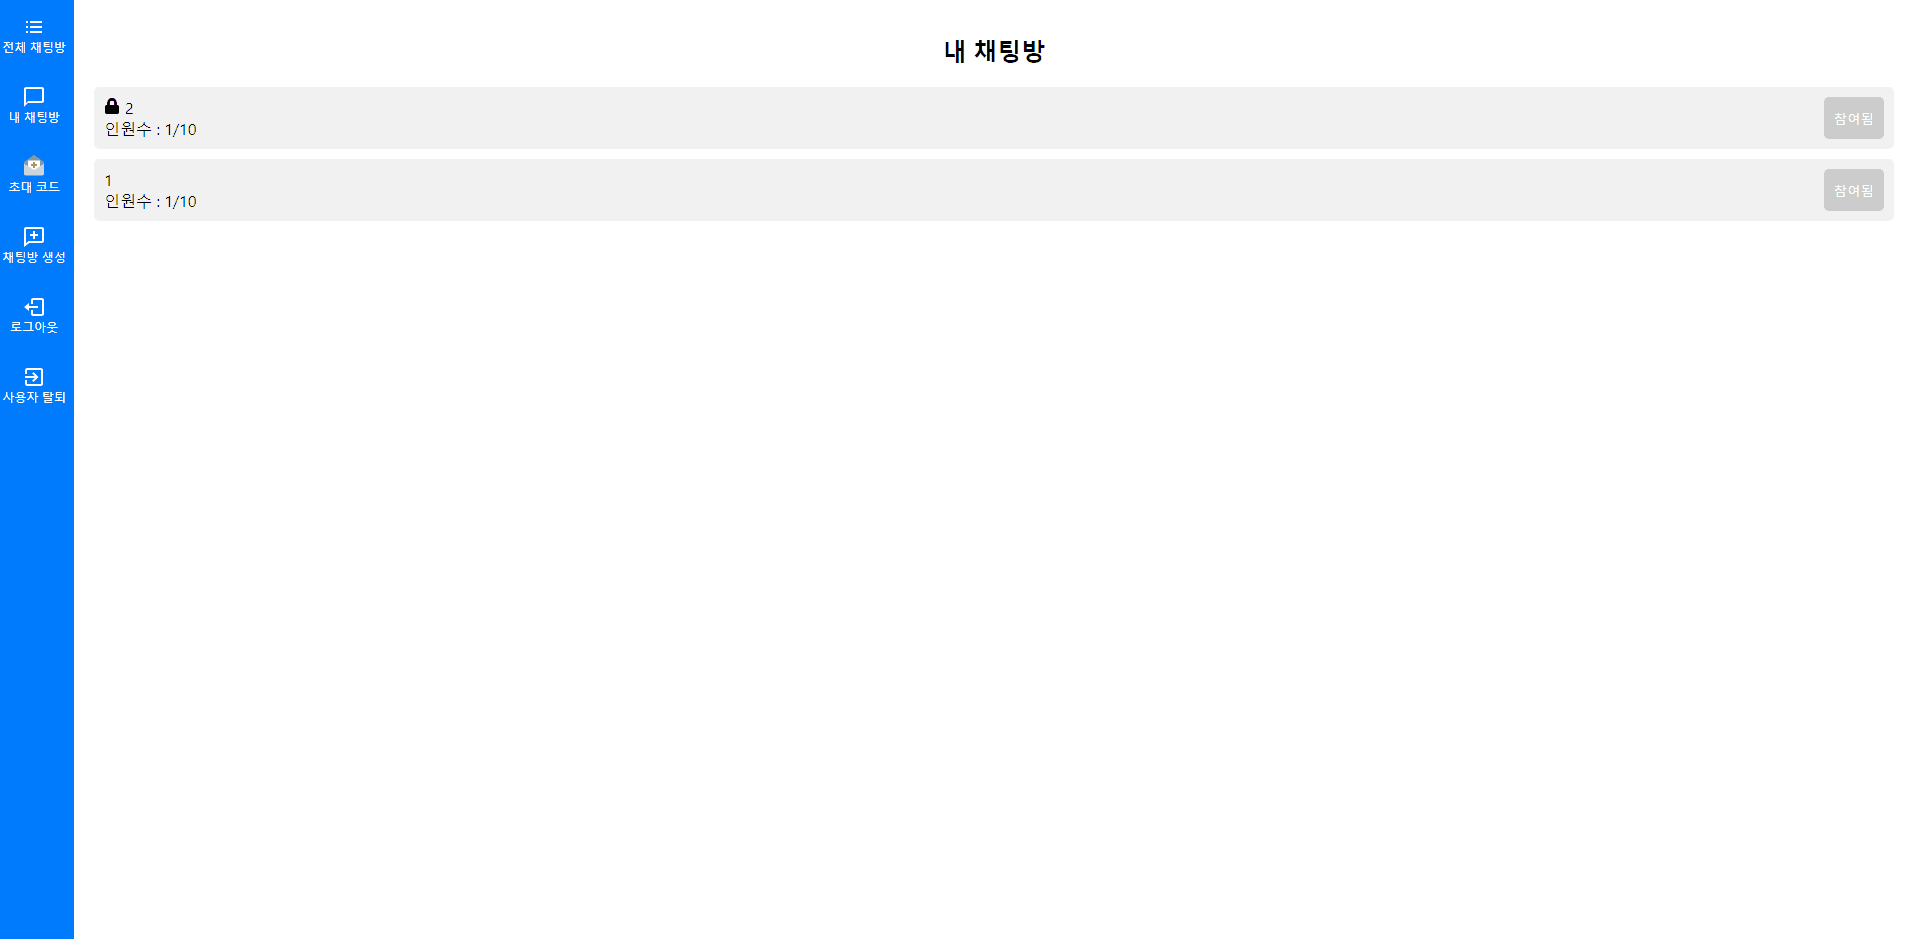 전체 채팅방
내 채팅방
초대 코드
채팅방 생성
로그아웃
사용자 탈퇴
내 채팅방
2
인원수 : 1/10
참여됨
1
인원수 : 1/10
참여됨